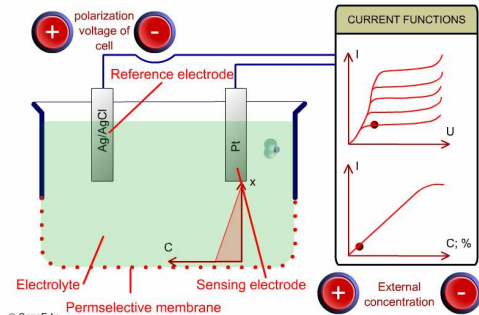 polarization
voltage of
cell
+
-
Reference electrode
Ag/AgCl
Pt
x
C
Electrolyte
Sensing electrode
Permselective membrane
CURRENT FUNCTIONS
I
U
I
C; %
+
External
concentration
-